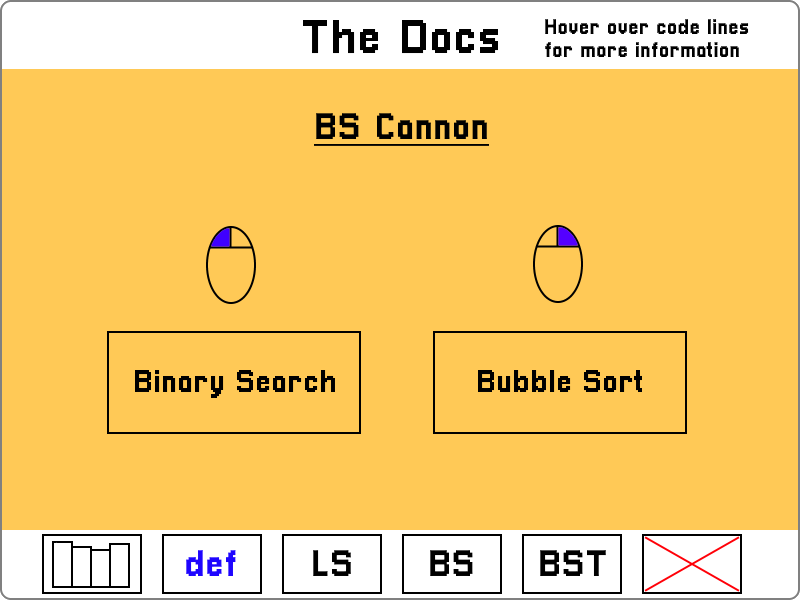 The Docs
Hover over code lines
for more information
BS Cannon
Binary Search
Bubble Sort
def
LS
BS
BST